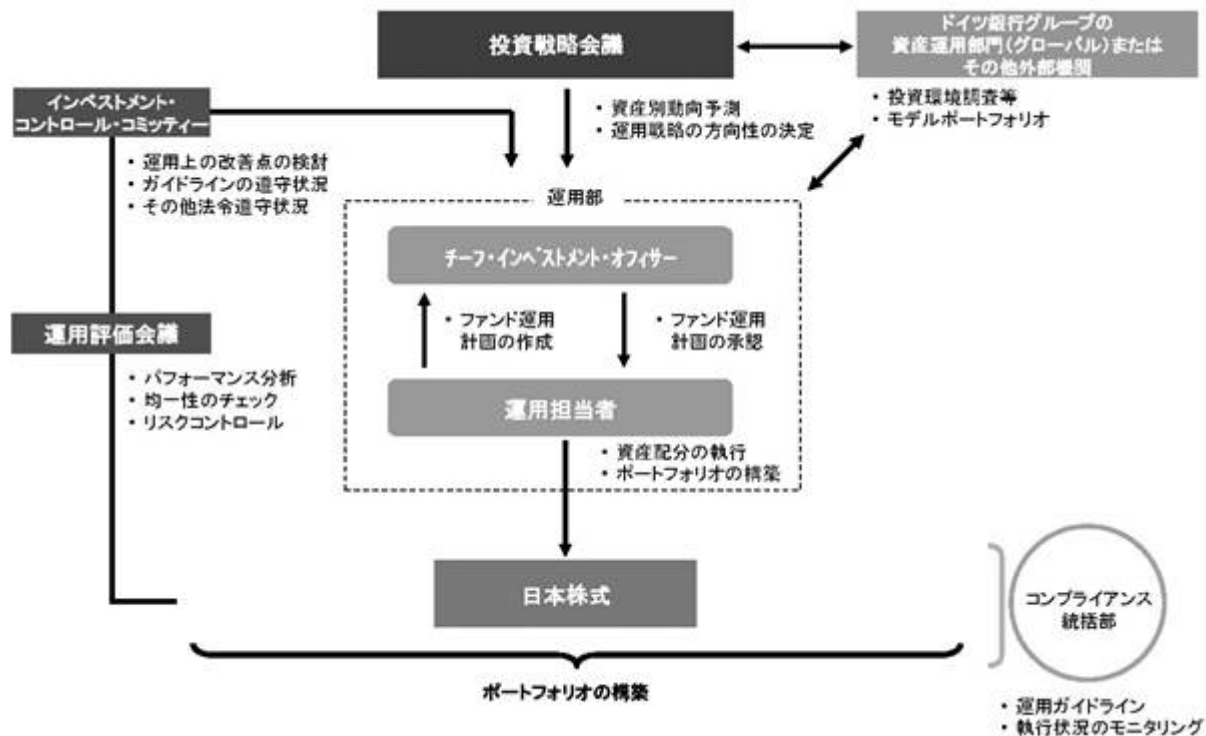 投資戦略会議
ドイツ銀行グループの
資産運用部門(グローバル)または
その他外部機関
・投資環境調査等
・モデルポートフォリオ
インベストメント・
コントロール・コミッティー
・資産別動向予測
・運用戦略の方向性の決定
・運用上の改善点の検討
・ガイドラインの遵守状況
・その他法令遵守状況
運用部
チーフ・インベストメント・オフィサー
・ファンド運用
計画の作成
・ファンド運用
計画の承認
運用評価会議
・パフォーマンス分析
・均一性のチェック
・リスクコントロール
運用担当者
・資産配分の執行
・ポートフォリオの構築
日本株式
コンプライアンス
統括部
ポートフォリオの構築
・運用ガイドライン
・執行状況のモニタリング